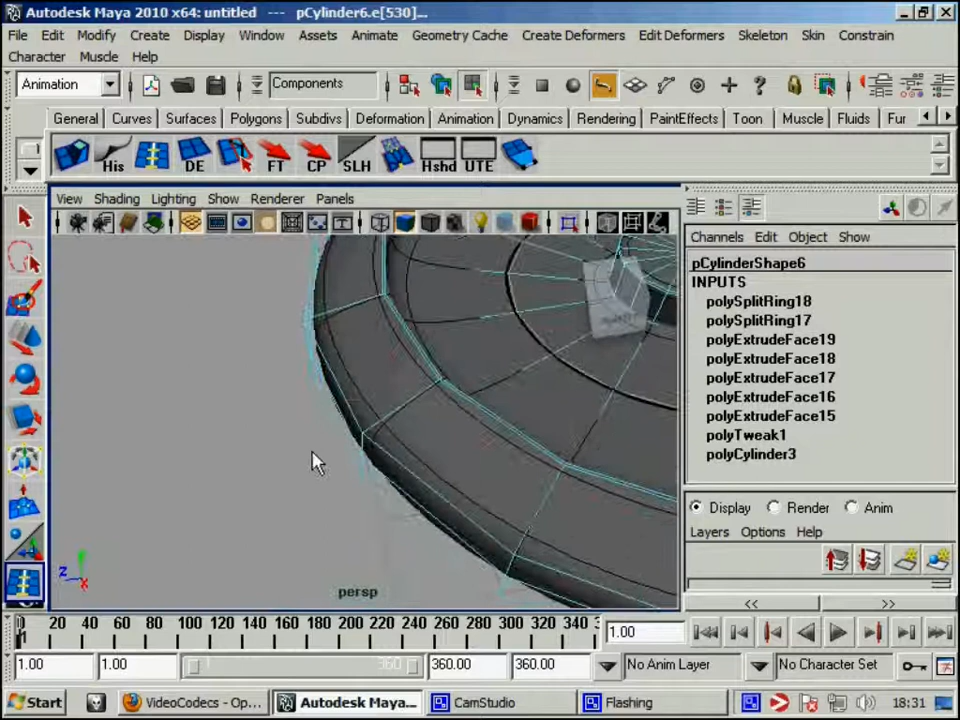 Autodesk Maya 2010 x64: untitled --- pCylinder6.e[530]...
File Edit Modify Create Display Window Assets Animate Geometry Cache Create Deformers Edit Deformers Skeleton Skin Constrain
Character Muscle Help
Animation Components
General Curves Surfaces Polygons Subdivs Deformation Animation Dynamics Rendering PaintEffects Toon Muscle Fluids Fur
His DE FT CP SLH Hshd UTE
View Shading Lighting Show Renderer Panels
Channels Edit Object Show
pCylinderShape6
INPUTS
polySplitRing18
polySplitRing17
polyExtrudeFace19
polyExtrudeFace18
polyExtrudeFace17
polyExtrudeFace16
polyExtrudeFace15
polyTweak1
polyCylinder3
Display Render Anim
Layers Options Help
z x
persp
<< >>
1 20 40 60 80 100 120 140 160 180 200 220 240 260 280 300 320 340 1.00
1.00 1.00 360 360.00 360.00 No Anim Layer No Character Set
Start VideoCodecs - Op... Autodesk Maya... CamStudio Flashing 18:31